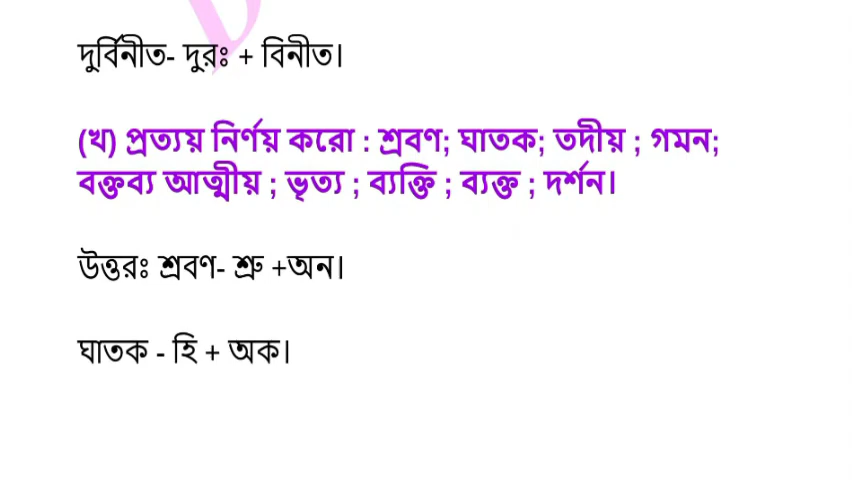 দুর্বিনীত- দুরঃ + বিনীত।
(খ) প্রত্যয় নির্ণয় করো : শ্রবণ; ঘাতক; তদীয় ; গমন;
বক্তব্য আত্মীয় ; ভৃত্য ; ব্যক্তি ; ব্যক্ত ; দর্শন।
উত্তরঃ শ্রবণ- শ্রু +অন।
ঘাতক - হি + অক।